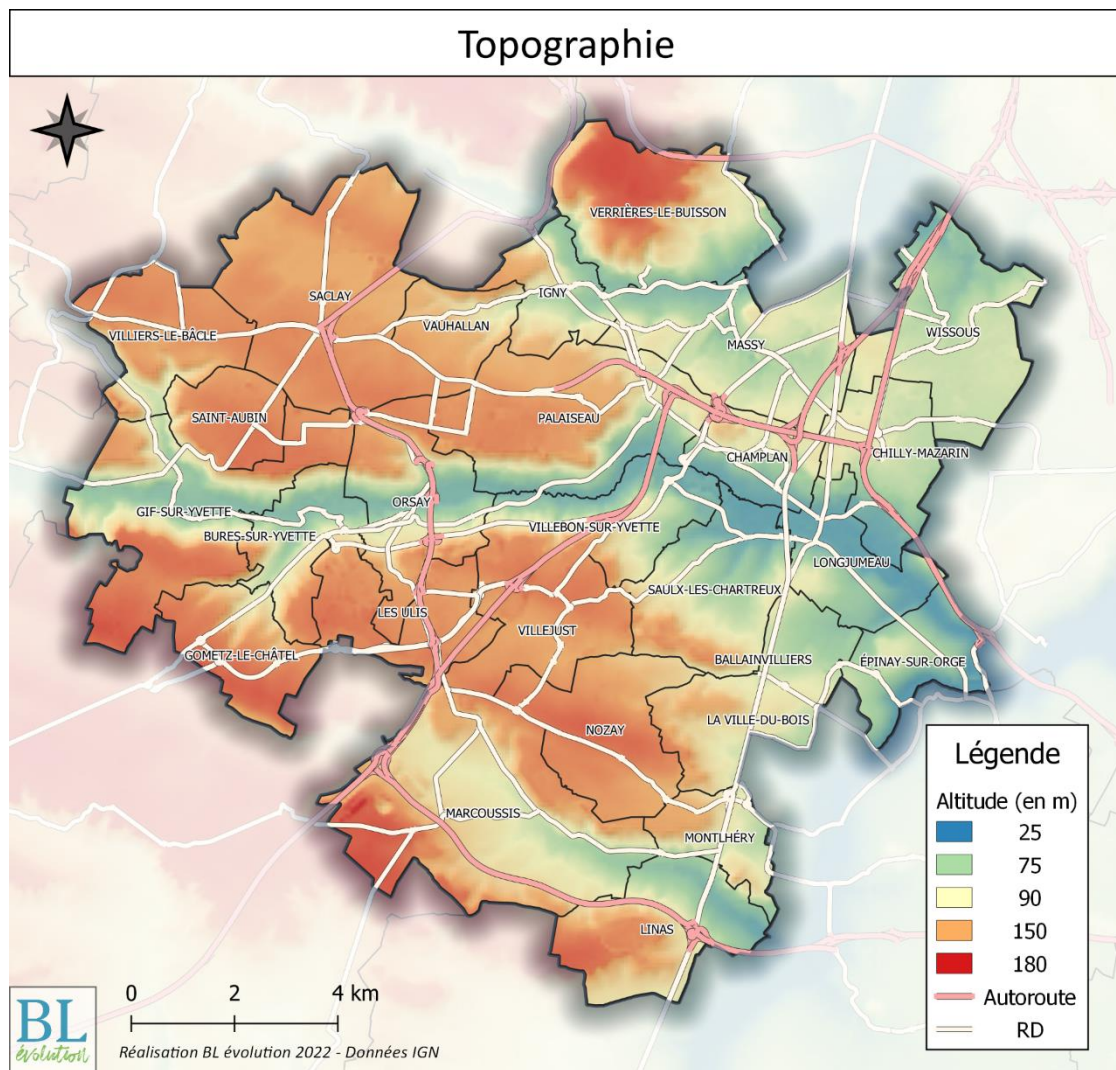 Topographie
VERRIÈRES-LE-BUISSON
SACLAY
IGNY
VAUHALLAN
VILLIERS-LE-BÂCLE
WISSOUS
MASSY
SAINT-AUBIN
PALAISEAU
CHAMPLAN
CHILLY-MAZARIN
ORSAY
GIF-SUR-YVETTE
VILLEBON-SUR-YVETTE
BURES-SUR-YVETTE
LONGJUMEAU
SAULX-LES-CHARTREUX
LES ULIS
VILLEJUST
GOMETZ-LE-CHÂTEL
BALLAINVILLIERS
ÉPINAY-SUR-ORGE
LA VILLE-DU-BOIS
NOZAY
MARCOUSSIS
MONTLHÉRY
LINAS
Légende
Altitude (en m)
25
75
90
150
180
Autoroute
RD
0 2 4 km
BL
évolution
Réalisation BL évolution 2022 - Données IGN